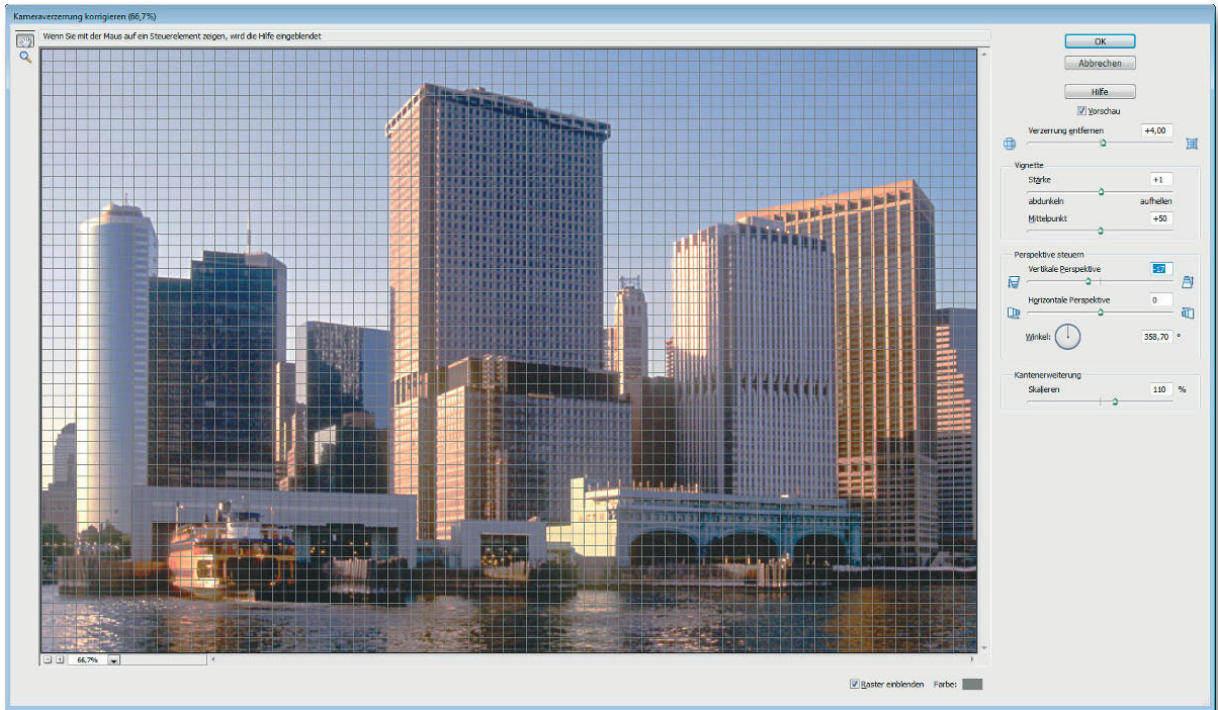 Kameraverzerrung korrigieren (66,7%)
Wenn Sie mit der Maus auf ein Steuerelement zeigen, wird die Hilfe eingeblendet
OK
Abbrechen
Hilfe
Vorschau
Verzerrung entfernen +4,00
Vignette
Stärke +1
abdunkeln aufhellen
Mittelpunkt +50
Perspektive steuern
Vertikale Perspektive -17
Horizontale Perspektive 0
Winkel: 358,70 °
Kantenerweiterung
Skalieren 110 %
66,7%
Raster einblenden Farbe: